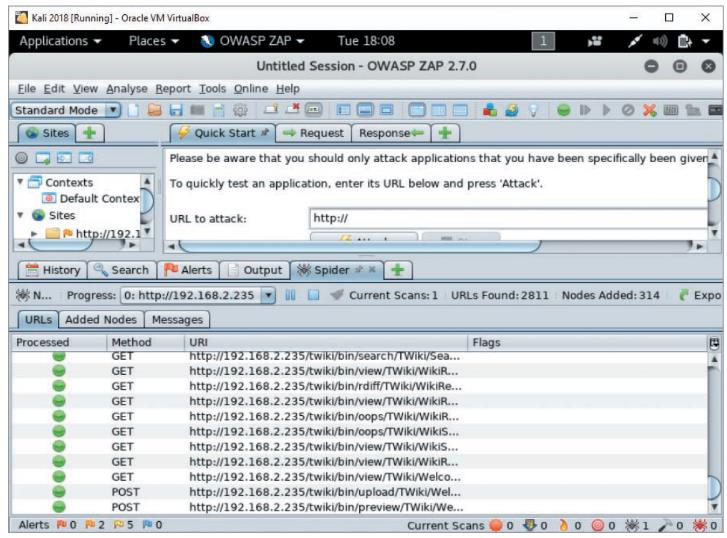 Kali 2018 [Running] - Oracle VM VirtualBox
Applications Places OWASP ZAP Tue 18:08 1
Untitled Session - OWASP ZAP 2.7.0
File Edit View Analyse Report Tools Online Help
Standard Mode
Sites Quick Start Request Response
Please be aware that you should only attack applications that you have been specifically been given
Contexts
To quickly test an application, enter its URL below and press 'Attack'.
Default Contex
Sites
URL to attack: http://
http://192.1
History Search Alerts Output Spider
N... Progress: 0: http://192.168.2.235 Current Scans: 1 URLs Found: 2811 Nodes Added: 314 Expo
URLs Added Nodes Messages
Processed Method URI Flags
GET http://192.168.2.235/twiki/bin/search/TWiki/Sea...
GET http://192.168.2.235/twiki/bin/view/TWiki/WikiR...
GET http://192.168.2.235/twiki/bin/rdiff/TWiki/WikiRe...
GET http://192.168.2.235/twiki/bin/view/TWiki/WikiR...
GET http://192.168.2.235/twiki/bin/oops/TWiki/WikiR...
GET http://192.168.2.235/twiki/bin/oops/TWiki/WikiS...
GET http://192.168.2.235/twiki/bin/view/TWiki/WikiS...
GET http://192.168.2.235/twiki/bin/view/TWiki/WikiR...
GET http://192.168.2.235/twiki/bin/view/TWiki/Welco...
POST http://192.168.2.235/twiki/bin/upload/TWiki/Wel...
POST http://192.168.2.235/twiki/bin/preview/TWiki/We...
Alerts 0 2 5 0 Current Scans 0 0 0 0 1 0 0